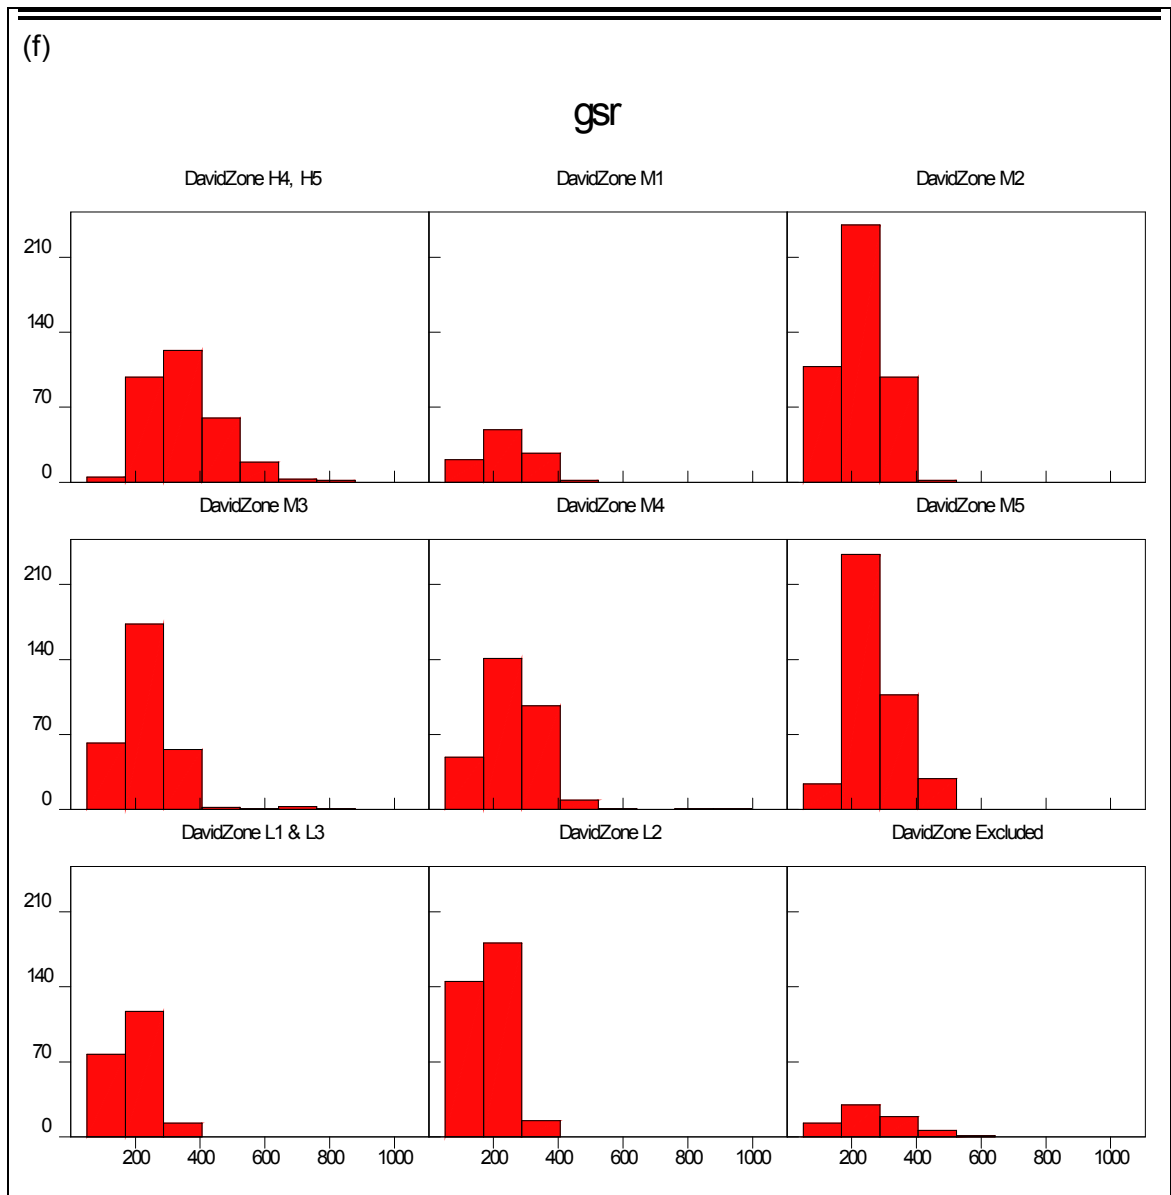 (f)
gsr
DavidZone H4, H5 DavidZone M1 DavidZone M2
210
140
70
0
DavidZone M3 DavidZone M4 DavidZone M5
210
140
70
0
DavidZone L1 & L3 DavidZone L2 DavidZone Excluded
210
140
70
0
200 400 600 800 1000 200 400 600 800 1000 200 400 600 800 1000